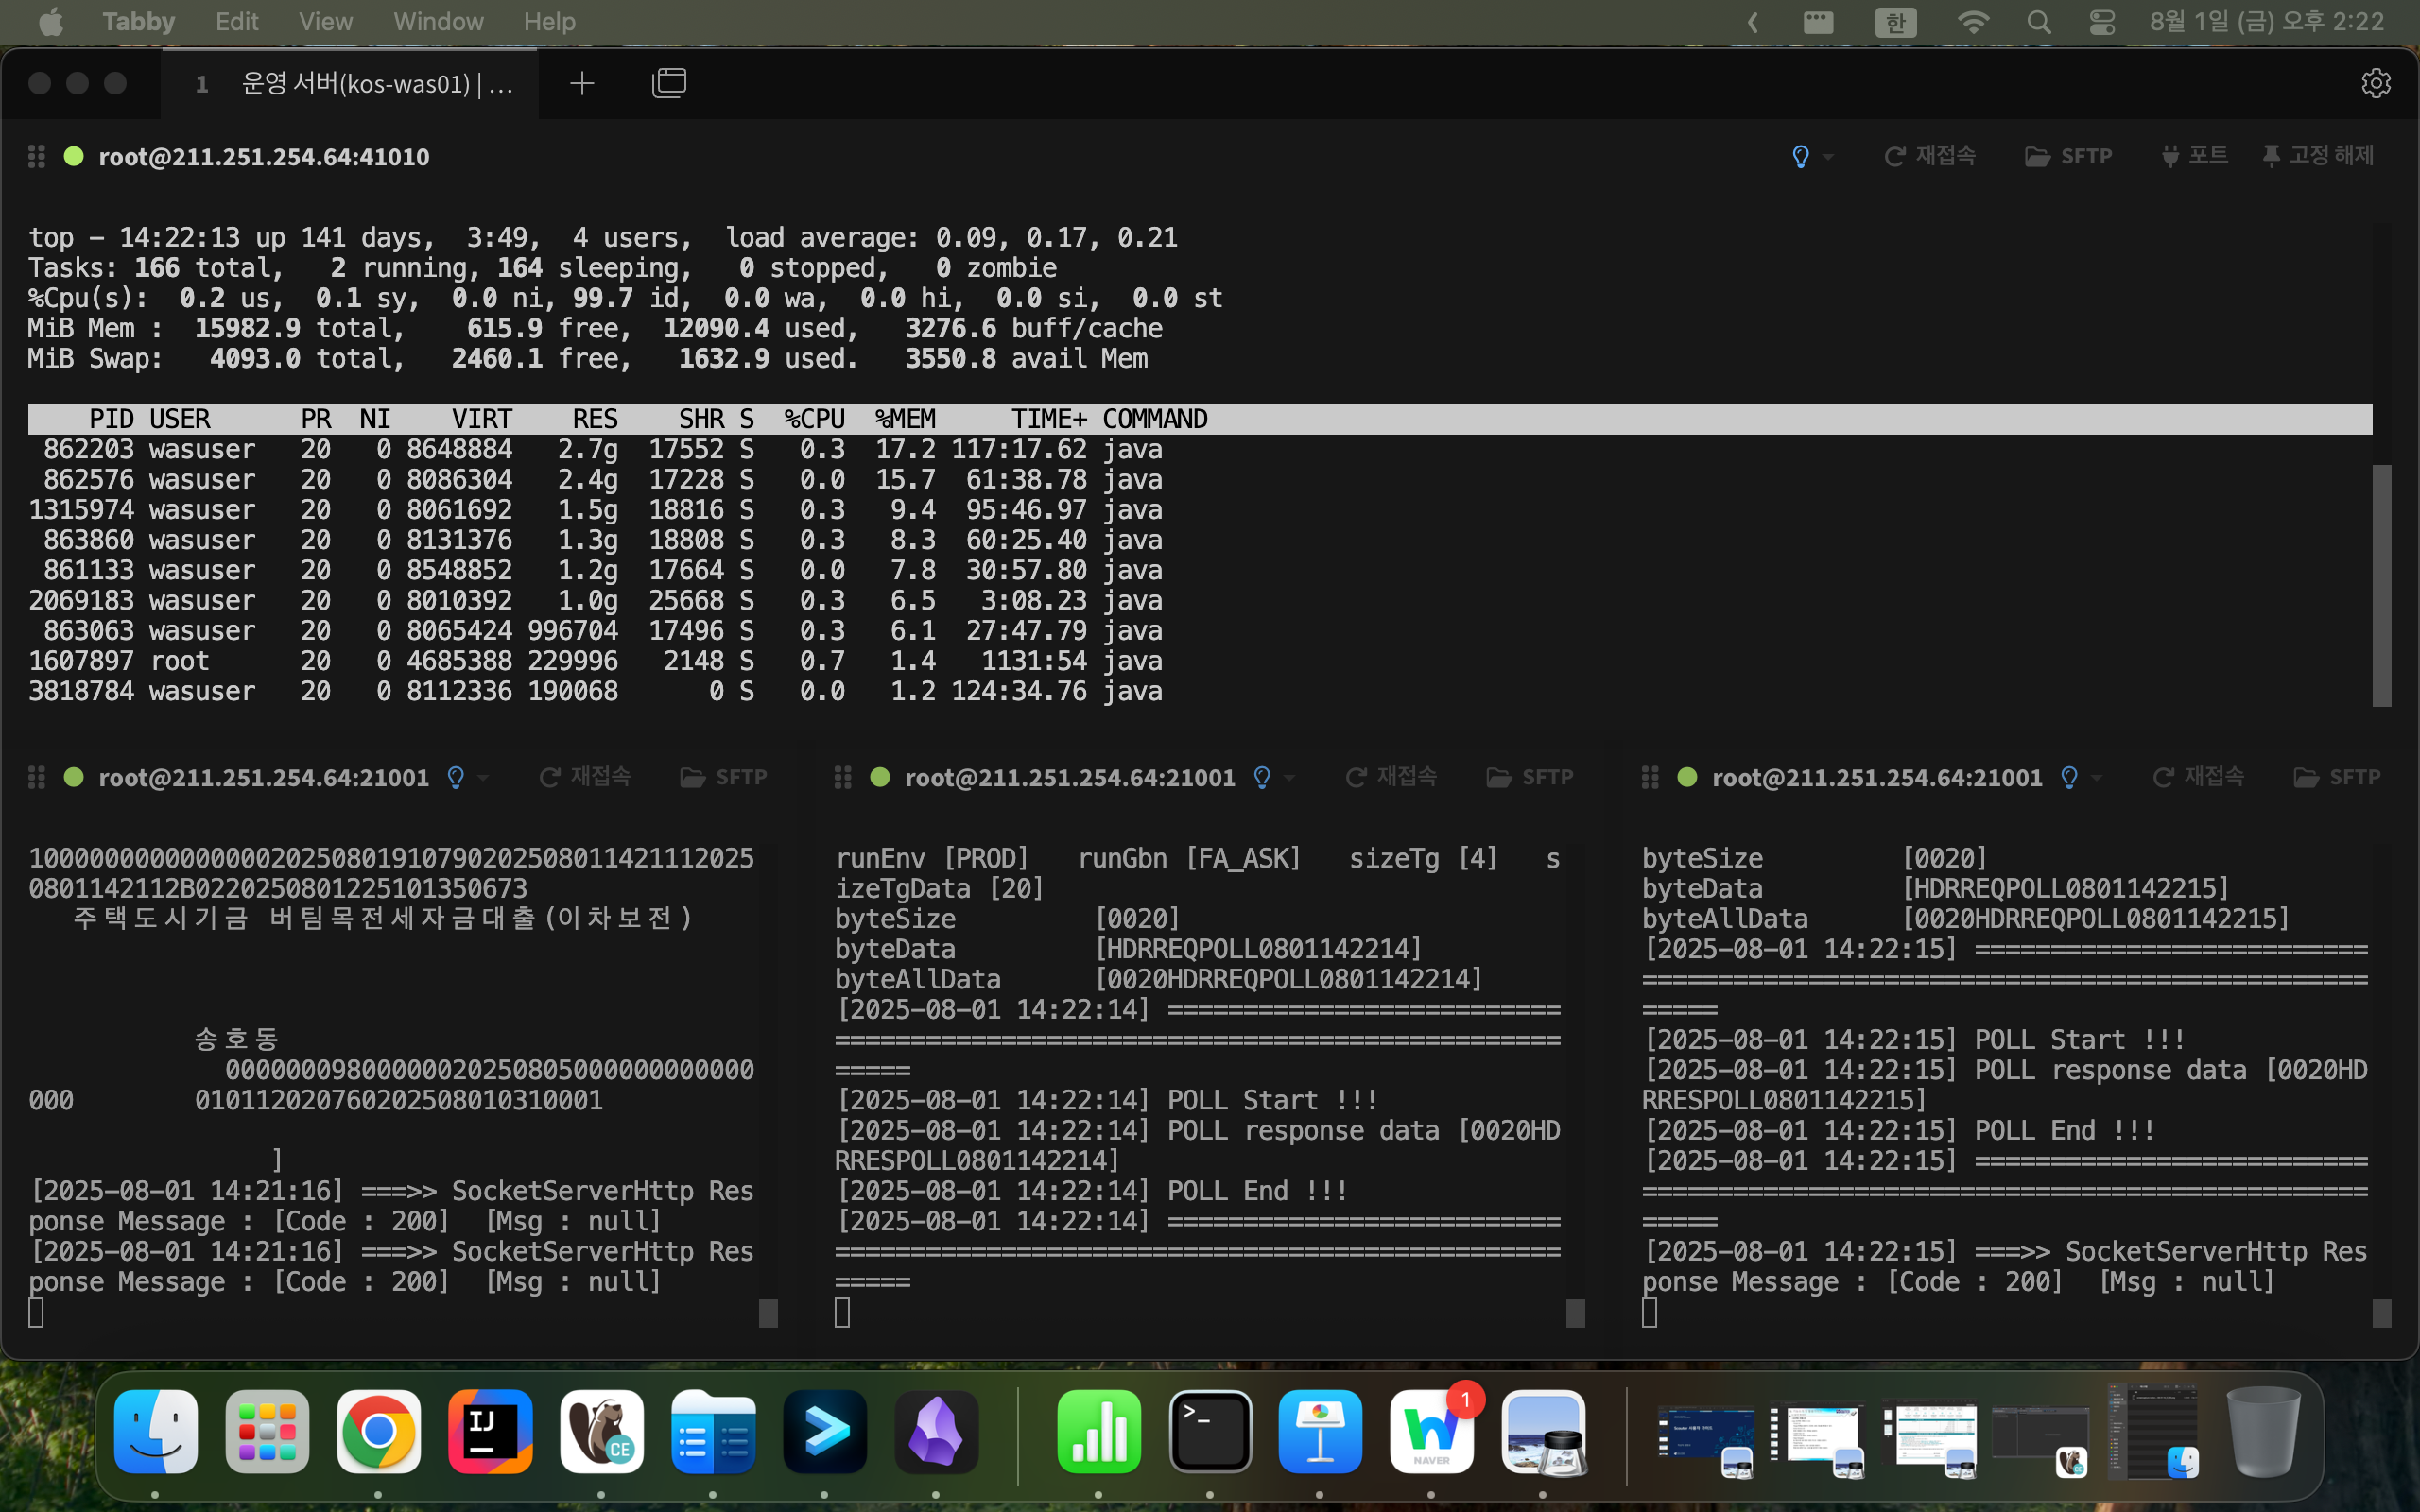 Tabby Edit View Window Help 한 8월 1일 (금) 오후 2:22
1 운영 서버(kos-was01) | …
root@211.251.254.64:41010 재접속 SFTP 포트 고정 해제
top - 14:22:13 up 141 days, 3:49, 4 users, load average: 0.09, 0.17, 0.21
Tasks: 166 total, 2 running, 164 sleeping, 0 stopped, 0 zombie
%Cpu(s): 0.2 us, 0.1 sy, 0.0 ni, 99.7 id, 0.0 wa, 0.0 hi, 0.0 si, 0.0 st
MiB Mem : 15982.9 total, 615.9 free, 12090.4 used, 3276.6 buff/cache
MiB Swap: 4093.0 total, 2460.1 free, 1632.9 used. 3550.8 avail Mem
PID USER PR NI VIRT RES SHR S %CPU %MEM TIME+ COMMAND
862203 wasuser 20 0 8648884 2.7g 17552 S 0.3 17.2 117:17.62 java
862576 wasuser 20 0 8086304 2.4g 17228 S 0.0 15.7 61:38.78 java
1315974 wasuser 20 0 8061692 1.5g 18816 S 0.3 9.4 95:46.97 java
863860 wasuser 20 0 8131376 1.3g 18808 S 0.3 8.3 60:25.40 java
861133 wasuser 20 0 8548852 1.2g 17664 S 0.0 7.8 30:57.80 java
2069183 wasuser 20 0 8010392 1.0g 25668 S 0.3 6.5 3:08.23 java
863063 wasuser 20 0 8065424 996704 17496 S 0.3 6.1 27:47.79 java
1607897 root 20 0 4685388 229996 2148 S 0.7 1.4 1131:54 java
3818784 wasuser 20 0 8112336 190068 0 S 0.0 1.2 124:34.76 java
root@211.251.254.64:21001 재접속 SFTP
100000000000000020250801910790202508011421112025
0801142112B0220250801225101350673
주택도시기금 버팀목전세자금대출(이차보전)
송호동
00000009800000020250805000000000000
000 010112020760202508010310001
]
[2025-08-01 14:21:16] ===>> SocketServerHttp Res
ponse Message : [Code : 200] [Msg : null]
[2025-08-01 14:21:16] ===>> SocketServerHttp Res
ponse Message : [Code : 200] [Msg : null]
root@211.251.254.64:21001 재접속 SFTP
runEnv [PROD] runGbn [FA_ASK] sizeTg [4] s
izeTgData [20]
byteSize [0020]
byteData [HDRREQPOLL0801142214]
byteAllData [0020HDRREQPOLL0801142214]
[2025-08-01 14:22:14] ==========================
================================================
=====
[2025-08-01 14:22:14] POLL Start !!!
[2025-08-01 14:22:14] POLL response data [0020HD
RRESPOLL0801142214]
[2025-08-01 14:22:14] POLL End !!!
[2025-08-01 14:22:14] ==========================
================================================
=====
root@211.251.254.64:21001 재접속 SFTP
byteSize [0020]
byteData [HDRREQPOLL0801142215]
byteAllData [0020HDRREQPOLL0801142215]
[2025-08-01 14:22:15] ==========================
================================================
=====
[2025-08-01 14:22:15] POLL Start !!!
[2025-08-01 14:22:15] POLL response data [0020HD
RRESPOLL0801142215]
[2025-08-01 14:22:15] POLL End !!!
[2025-08-01 14:22:15] ==========================
================================================
=====
[2025-08-01 14:22:15] ===>> SocketServerHttp Res
ponse Message : [Code : 200] [Msg : null]
IJ CE >_ NAVER 1